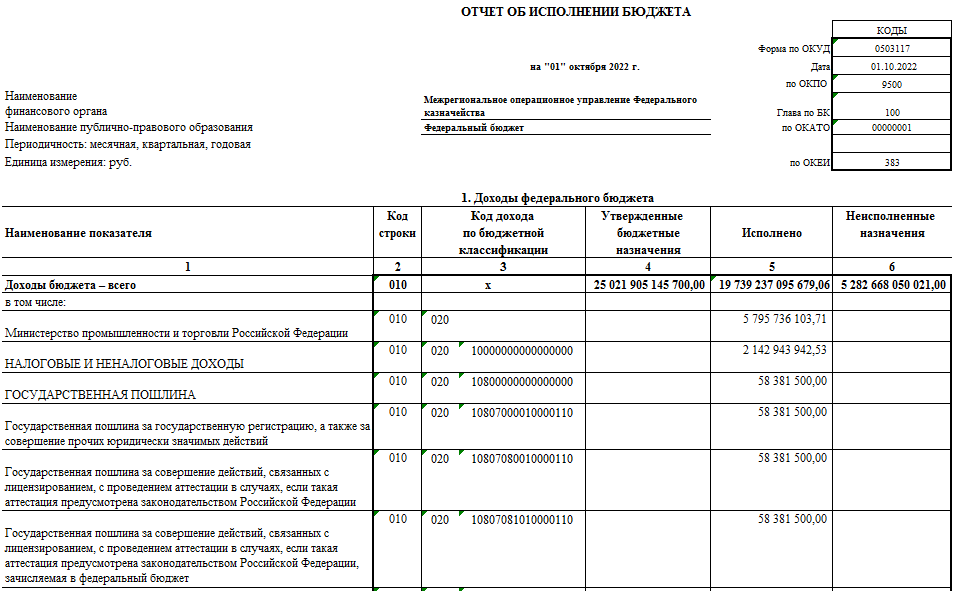 ОТЧЕТ ОБ ИСПОЛНЕНИИ БЮДЖЕТА
КОДЫ
Форма по ОКУД 0503117
на "01" октября 2022 г. Дата 01.10.2022
по ОКПО 9500
Наименование
финансового органа
Межрегиональное операционное управление Федерального
казначейства
Глава по БК 100
Наименование публично-правового образования Федеральный бюджет по ОКАТО 00000001
Периодичность: месячная, квартальная, годовая
Единица измерения: руб. по ОКЕИ 383
1. Доходы федерального бюджета
Наименование показателя
Код
строки
Код дохода
по бюджетной
классификации
Утвержденные
бюджетные
назначения
Исполнено
Неисполненные
назначения
1 2 3 4 5 6
Доходы бюджета – всего 010 x 25 021 905 145 700,00 19 739 237 095 679,06 5 282 668 050 021,00
в том числе:
Министерство промышленности и торговли Российской Федерации 010 020 5 795 736 103,71
НАЛОГОВЫЕ И НЕНАЛОГОВЫЕ ДОХОДЫ 010 020 10000000000000000 2 142 943 942,53
ГОСУДАРСТВЕННАЯ ПОШЛИНА 010 020 10800000000000000 58 381 500,00
Государственная пошлина за государственную регистрацию, а также за
совершение прочих юридически значимых действий
010 020 10807000010000110 58 381 500,00
Государственная пошлина за совершение действий, связанных с
лицензированием, с проведением аттестации в случаях, если такая
аттестация предусмотрена законодательством Российской Федерации
010 020 10807080010000110 58 381 500,00
Государственная пошлина за совершение действий, связанных с
лицензированием, с проведением аттестации в случаях, если такая
аттестация предусмотрена законодательством Российской Федерации,
зачисляемая в федеральный бюджет
010 020 10807081010000110 58 381 500,00